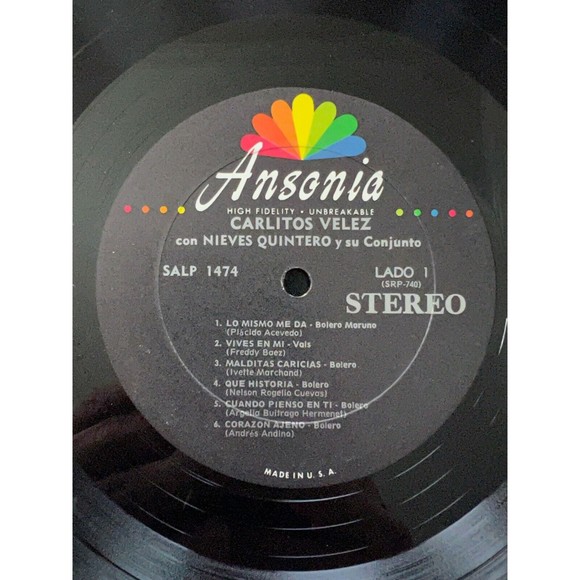 Ansonia
HIGH FIDELITY • UNBREAKABLE
CARLITOS VELEZ
con NIEVES QUINTERO y su Conjunto
SALP 1474
LADO 1
(SRP-740)
STEREO
1. LO MISMO ME DA - Bolero Moruno
(Plácido Acevedo)
2. VIVES EN MI - Vals
(Freddy Baez)
3. MALDITAS CARICIAS - Bolero
(Ivette Marchand)
4. QUE HISTORIA - Bolero
(Nelson Rogelio Cuevas)
5. CUANDO PIENSO EN TI - Bolero
(Argelia Buitrago Hermenet)
6. CORAZON AJENO - Bolero
(Andrés Andino)
MADE IN U. S. A.